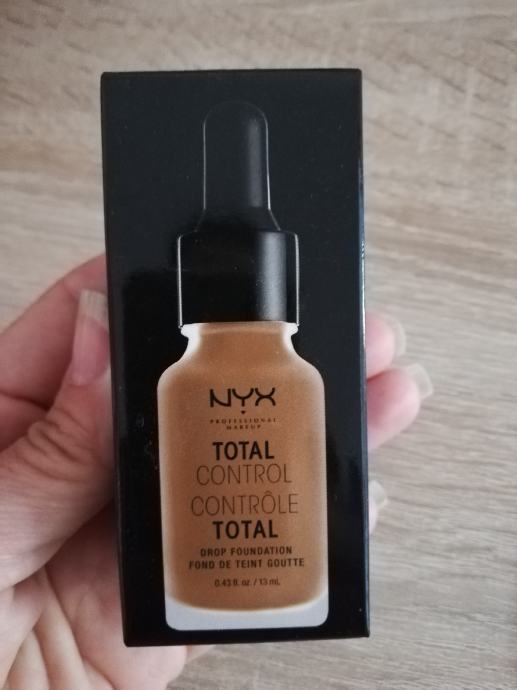 NYX
PROFESSIONAL
MAKEUP
TOTAL
CONTROL
CONTRÔLE
TOTAL
DROP FOUNDATION
FOND DE TEINT GOUTTE
0.43 fl. oz. / 13 mL